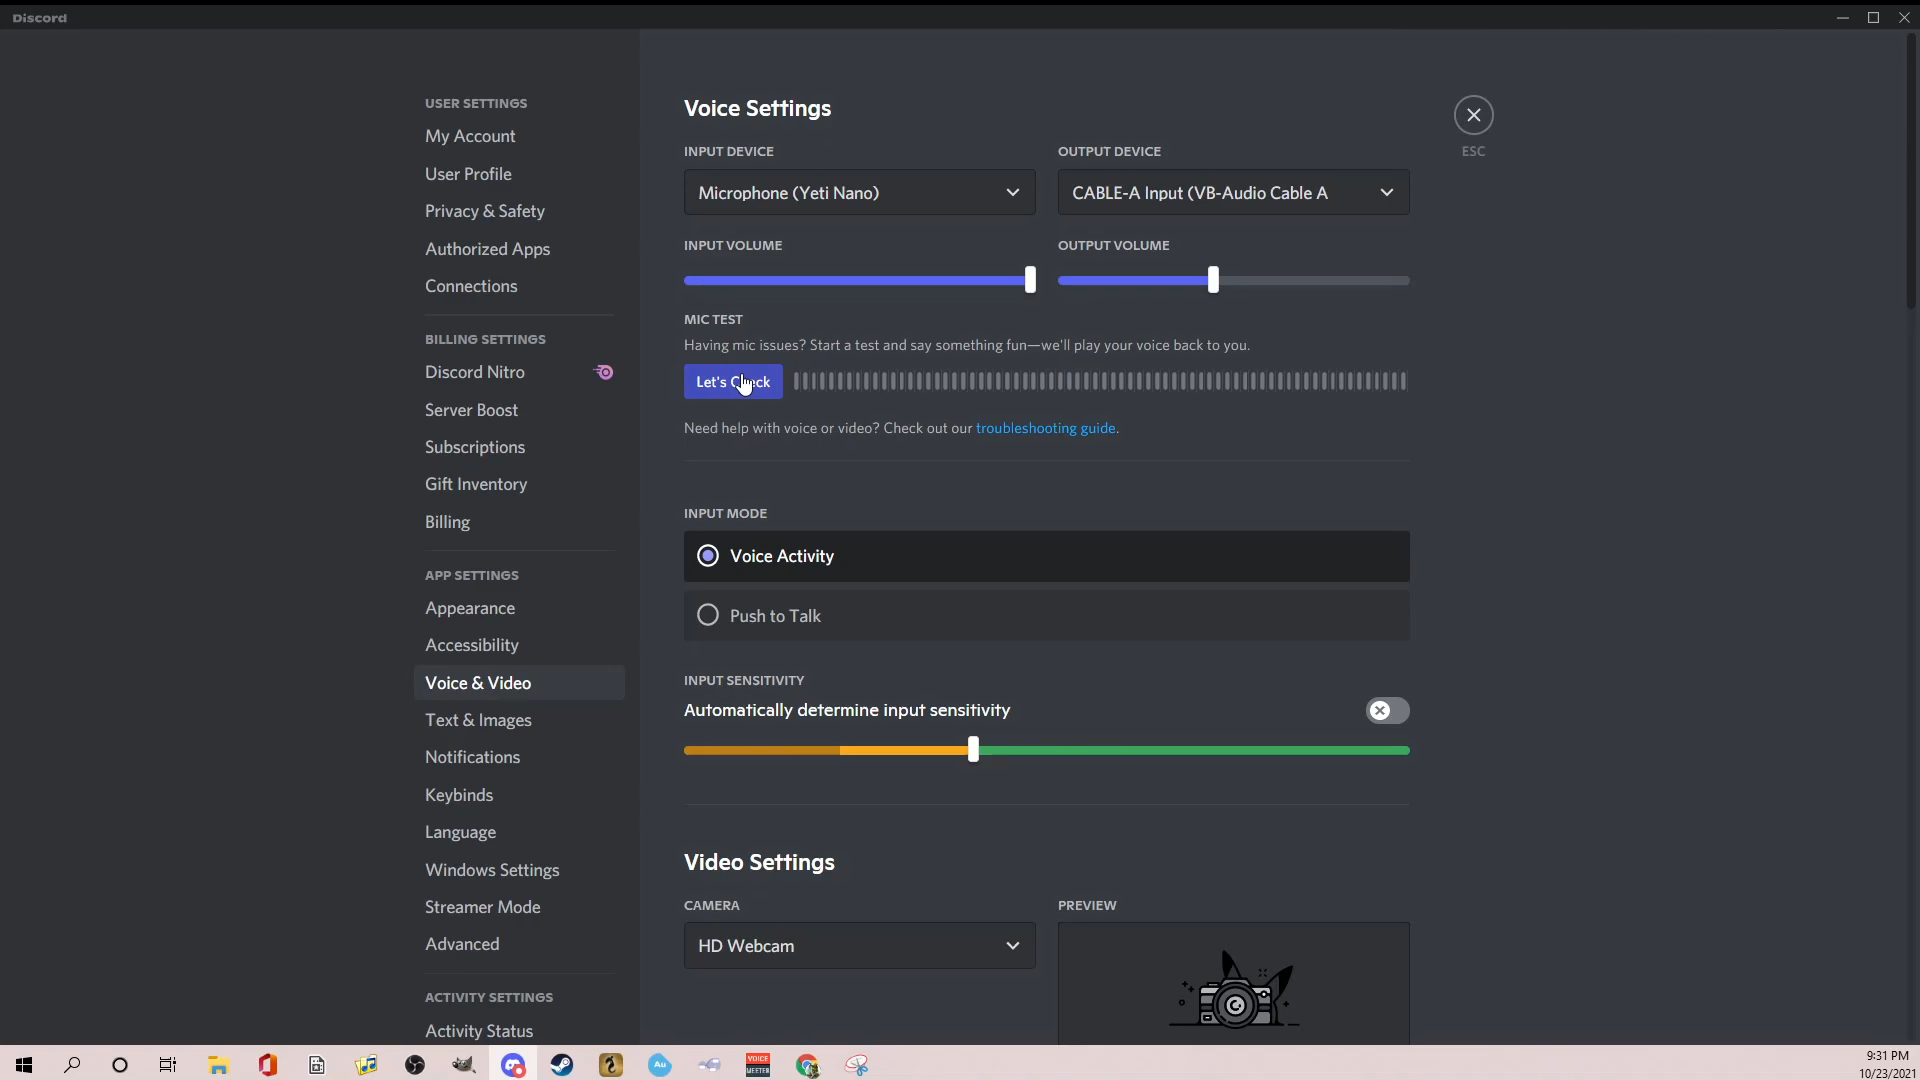 Discord
USER SETTINGS
My Account
User Profile
Privacy & Safety
Authorized Apps
Connections
BILLING SETTINGS
Discord Nitro
Server Boost
Subscriptions
Gift Inventory
Billing
APP SETTINGS
Appearance
Accessibility
Voice & Video
Text & Images
Notifications
Keybinds
Language
Windows Settings
Streamer Mode
Advanced
ACTIVITY SETTINGS
Activity Status
Voice Settings
ESC
INPUT DEVICE
Microphone (Yeti Nano)
OUTPUT DEVICE
CABLE-A Input (VB-Audio Cable A
INPUT VOLUME
OUTPUT VOLUME
MIC TEST
Having mic issues? Start a test and say something fun—we'll play your voice back to you.
Let's Check
Need help with voice or video? Check out our troubleshooting guide.
INPUT MODE
Voice Activity
Push to Talk
INPUT SENSITIVITY
Automatically determine input sensitivity
Video Settings
CAMERA
HD Webcam
PREVIEW
Au
VOICE
MEETER
9:31 PM
10/23/2021